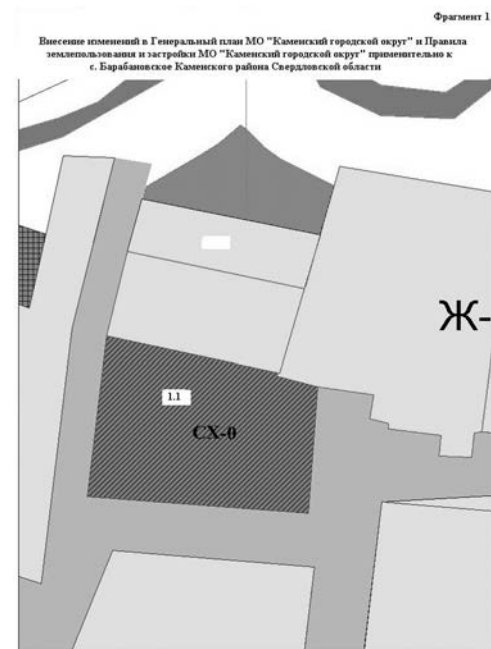 Фрагмент 1
Внесение изменений в Генеральный план МО "Каменский городской округ" и Правила
землепользования и застройки МО "Каменский городской округ" применительно к
с. Барабановское Каменского района Свердловской области
Ж-
1.1
СХ-0